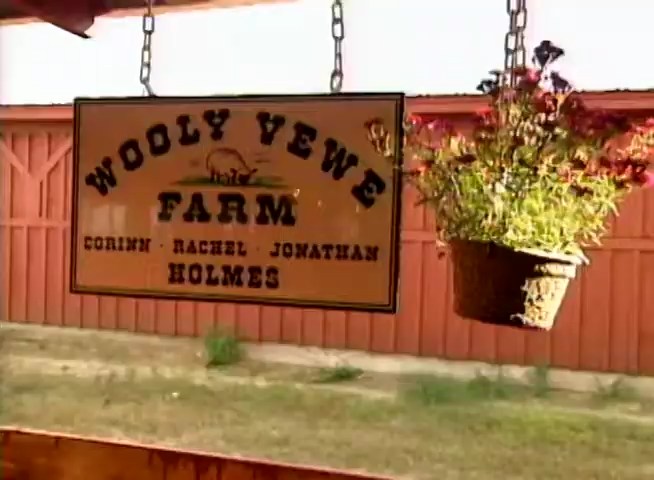 WOOLY VEWE
FARM
CORINN · RACHEL · JONATHAN
HOLMES